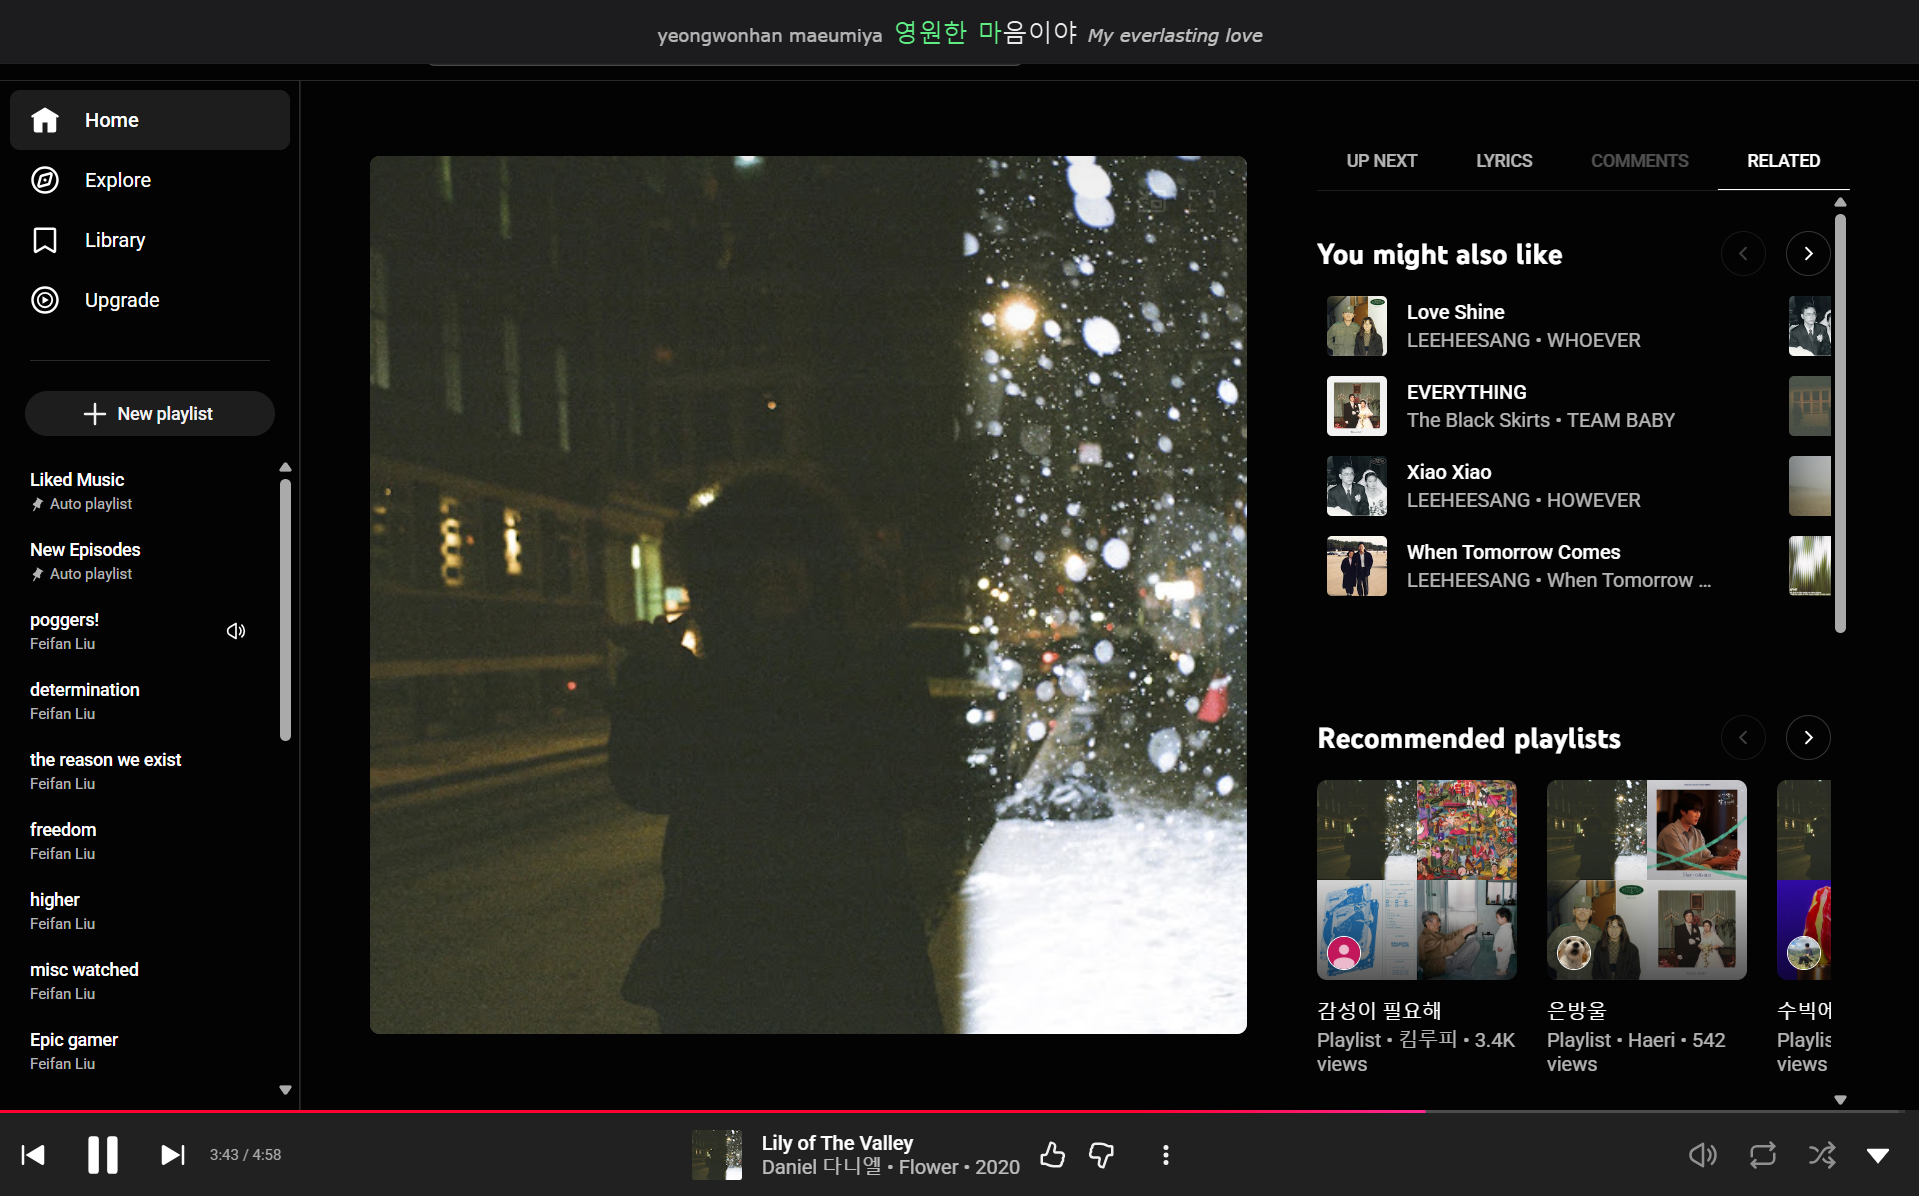 yeongwonhan maeumiya 영원한 마음이야 My everlasting love
Home
Explore
Library
Upgrade
New playlist
Liked Music
Auto playlist
New Episodes
Auto playlist
poggers!
Feifan Liu
determination
Feifan Liu
the reason we exist
Feifan Liu
freedom
Feifan Liu
higher
Feifan Liu
misc watched
Feifan Liu
Epic gamer
Feifan Liu
UP NEXT LYRICS COMMENTS RELATED
You might also like
Love Shine
LEEHEESANG • WHOEVER
EVERYTHING
The Black Skirts • TEAM BABY
Xiao Xiao
LEEHEESANG • HOWEVER
When Tomorrow Comes
LEEHEESANG • When Tomorrow ...
Recommended playlists
감성이 필요해
Playlist • 킴루피 • 3.4K
views
은방울
Playlist • Haeri • 542
views
수빅에
Playlis
views
3:43 / 4:58
Lily of The Valley
Daniel 다니엘 • Flower • 2020